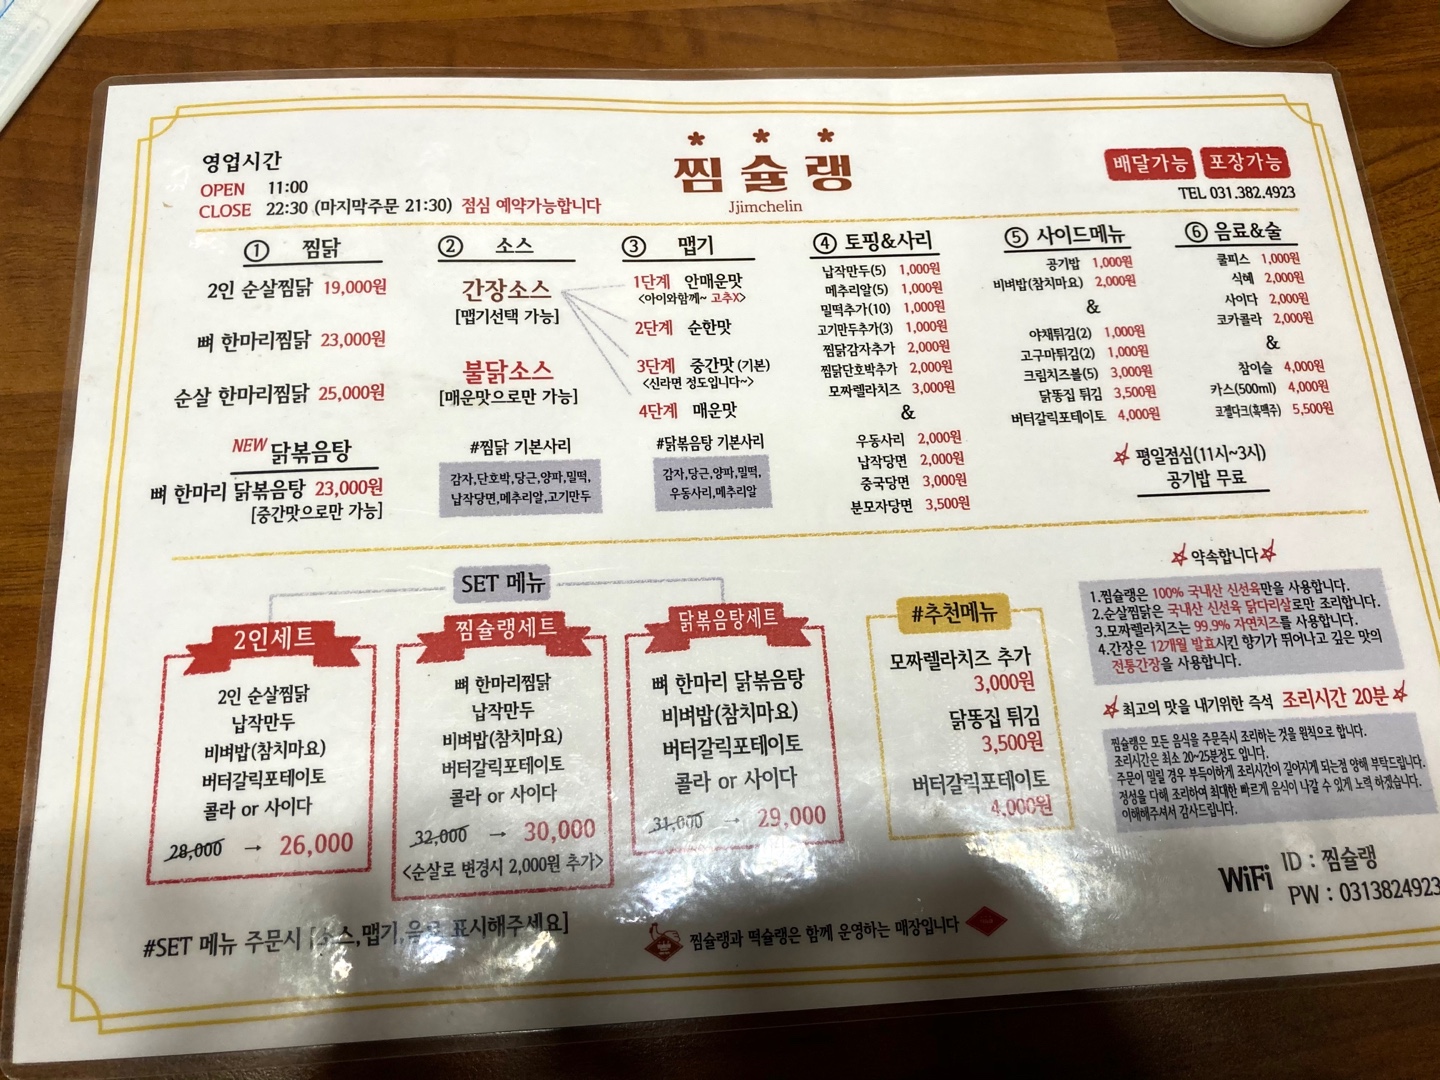 영업시간
OPEN 11:00
CLOSE 22:30 (마지막주문 21:30) 점심 예약가능합니다
찜슐랭
Jjimchelin
배달가능 포장가능
TEL 031.382.4923
① 찜닭
2인 순살찜닭 19,000원
뼈 한마리찜닭 23,000원
순살 한마리찜닭 25,000원
NEW 닭볶음탕
뼈 한마리 닭볶음탕 23,000원
[중간맛으로만 가능]
② 소스
간장소스
[맵기선택 가능]
불닭소스
[매운맛으로만 가능]
#찜닭 기본사리
감자,단호박,당근,양파,밀떡,
납작당면,메추리알,고기만두
③ 맵기
1단계 안매운맛
<아이와함께~ 고추X>
2단계 순한맛
3단계 중간맛 (기본)
<신라면 정도입니다~>
4단계 매운맛
#닭볶음탕 기본사리
감자,당근,양파,밀떡,
우동사리,메추리알
④ 토핑&사리
납작만두(5) 1,000원
메추리알(5) 1,000원
밀떡추가(10) 1,000원
고기만두추가(3) 1,000원
찜닭감자추가 2,000원
찜닭단호박추가 2,000원
모짜렐라치즈 3,000원
&
우동사리 2,000원
납작당면 2,000원
중국당면 3,000원
분모자당면 3,500원
⑤ 사이드메뉴
공기밥 1,000원
비벼밥(참치마요) 2,000원
&
야채튀김(2) 1,000원
고구마튀김(2) 1,000원
크림치즈볼(5) 3,000원
닭똥집 튀김 3,500원
버터갈릭포테이토 4,000원
⑥ 음료&술
쿨피스 1,000원
식혜 2,000원
사이다 2,000원
코카콜라 2,000원
&
참이슬 4,000원
카스(500ml) 4,000원
코젤다크(흑맥주) 5,500원
평일점심(11시~3시)
공기밥 무료
SET 메뉴
2인세트
2인 순살찜닭
납작만두
비벼밥(참치마요)
버터갈릭포테이토
콜라 or 사이다
28,000 → 26,000
찜슐랭세트
뼈 한마리찜닭
납작만두
비벼밥(참치마요)
버터갈릭포테이토
콜라 or 사이다
32,000 → 30,000
<순살로 변경시 2,000원 추가>
닭볶음탕세트
뼈 한마리 닭볶음탕
비벼밥(참치마요)
버터갈릭포테이토
콜라 or 사이다
31,000 → 29,000
#추천메뉴
모짜렐라치즈 추가
3,000원
닭똥집 튀김
3,500원
버터갈릭포테이토
4,000원
약속합니다
1.찜슐랭은 100% 국내산 신선육만을 사용합니다.
2.순살찜닭은 국내산 신선육 닭다리살로만 조리합니다.
3.모짜렐라치즈는 99.9% 자연치즈를 사용합니다.
4.간장은 12개월 발효시킨 향기가 뛰어나고 깊은 맛의
전통간장을 사용합니다.
최고의 맛을 내기위한 즉석 조리시간 20분
찜슐랭은 모든 음식을 주문즉시 조리하는 것을 원칙으로 합니다.
조리시간은 최소 20~25분정도 입니다.
주문이 밀릴 경우 부득이하게 조리시간이 길어지게 되는점 양해 부탁드립니다.
정성을 다해 조리하여 최대한 빠르게 음식이 나갈 수 있게 노력 하겠습니다.
이해해주셔서 감사드립니다.
WiFi ID : 찜슐랭
PW : 0313824923
#SET 메뉴 주문시 [소스,맵기,음료 표시해주세요]
찜슐랭과 떡슐랭은 함께 운영하는 매장입니다